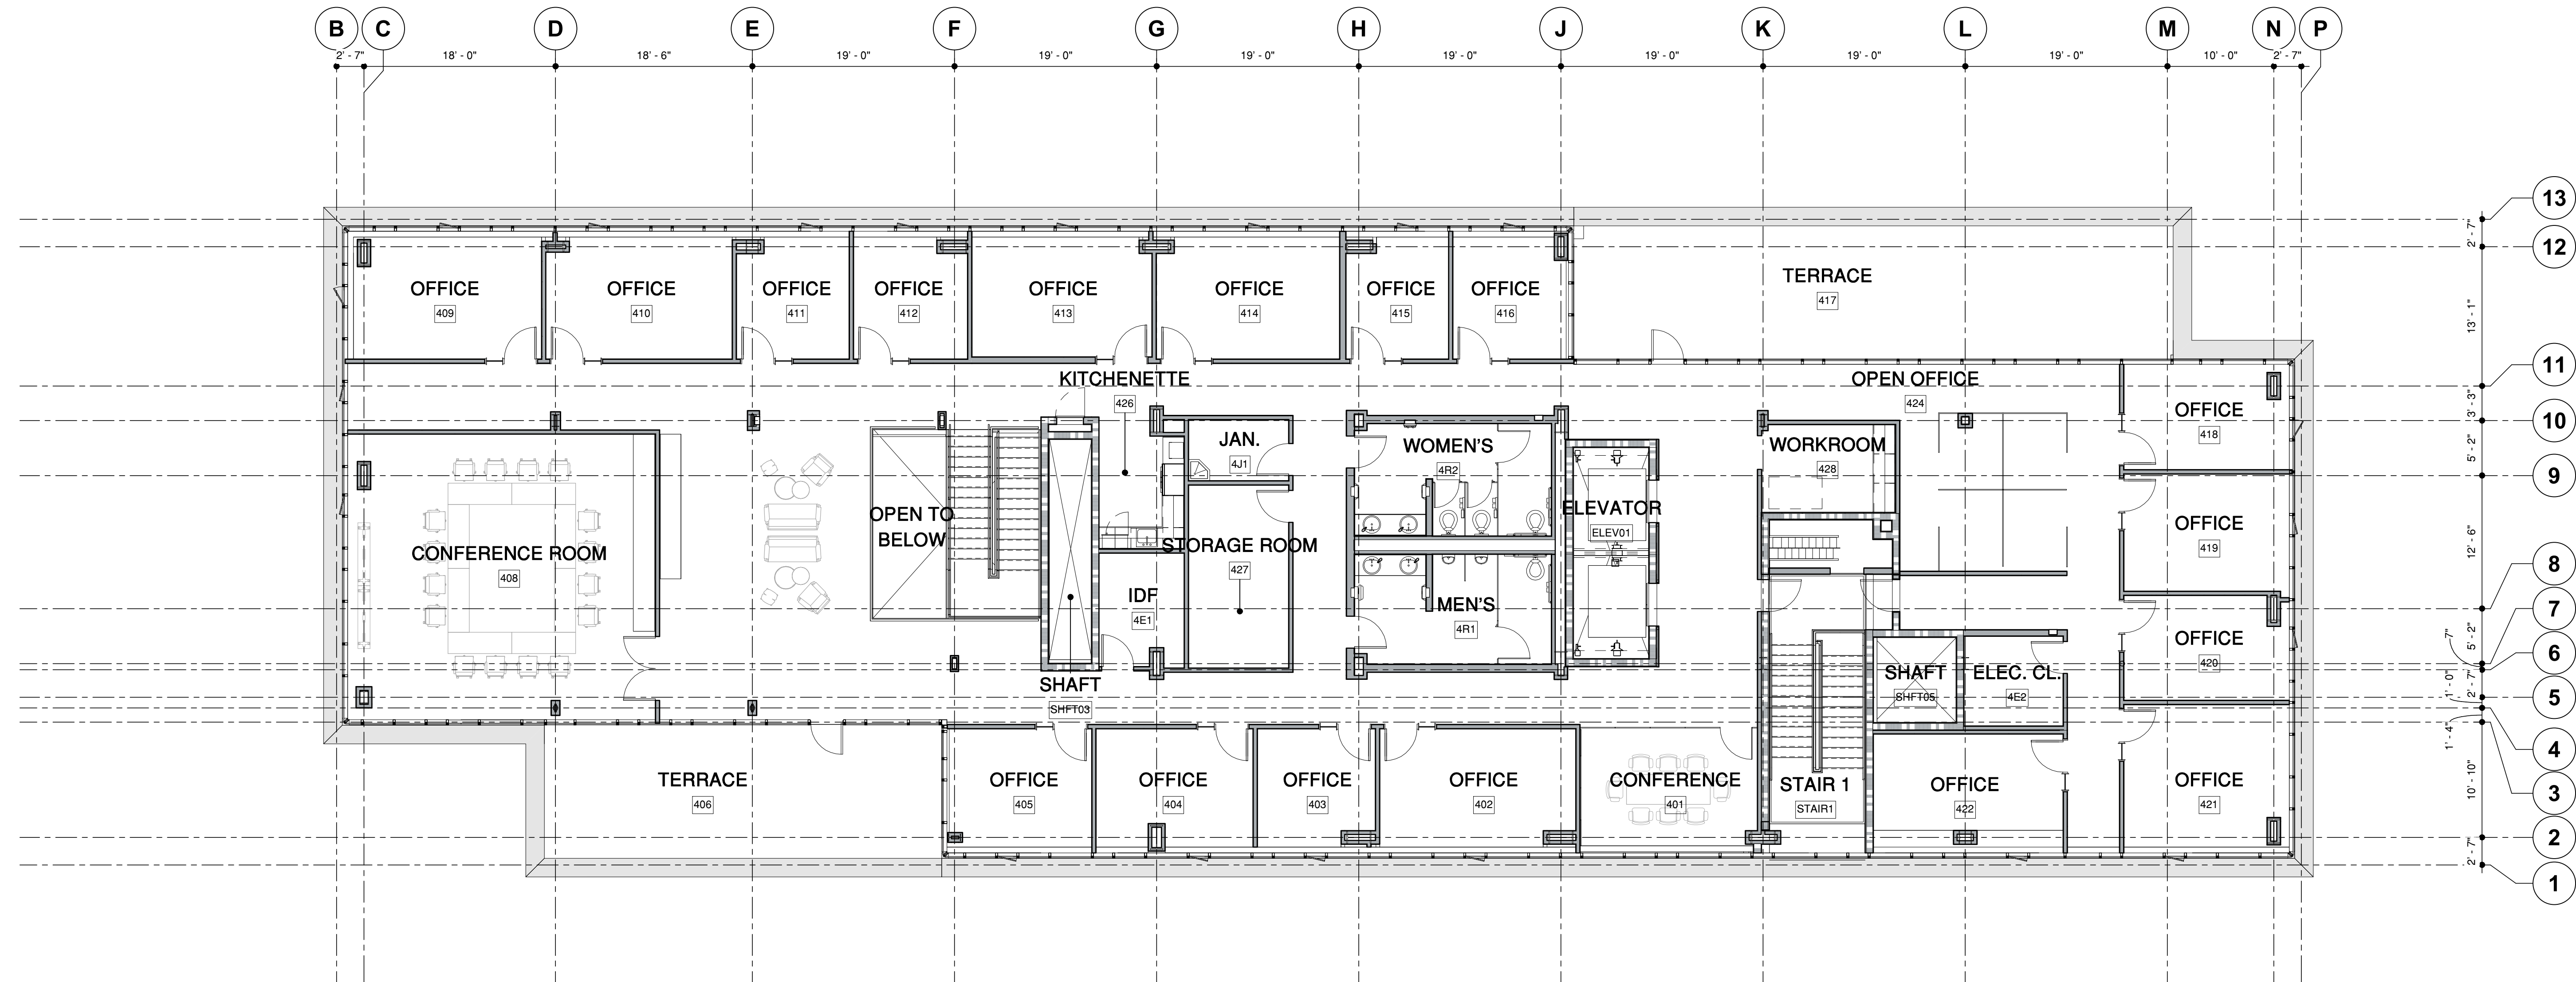 B C D E F G H J K L M N P
2' - 7" 18' - 0" 18' - 6" 19' - 0" 19' - 0" 19' - 0" 19' - 0" 19' - 0" 19' - 0" 19' - 0" 10' - 0" 2' - 7"
13
2' - 7"
12
13' - 1"
11
3' - 3"
10
5' - 2"
9
12' - 6"
8
7
5' - 2"
7"
6
2' - 7"
5
1' - 0"
4
1' - 4"
3
10' - 10"
2
2' - 7"
1
OFFICE
409
OFFICE
410
OFFICE
411
OFFICE
412
OFFICE
413
OFFICE
414
OFFICE
415
OFFICE
416
TERRACE
417
KITCHENETTE
426
OPEN OFFICE
424
OFFICE
418
JAN.
4J1
WOMEN'S
4R2
WORKROOM
428
OPEN TO
BELOW
ELEVATOR
ELEV01
OFFICE
419
CONFERENCE ROOM
408
STORAGE ROOM
427
IDF
4E1
MEN'S
4R1
OFFICE
420
SHAFT
SHFT03
SHAFT
SHFT05
ELEC. CL.
4E2
TERRACE
406
OFFICE
405
OFFICE
404
OFFICE
403
OFFICE
402
CONFERENCE
401
STAIR 1
STAIR1
OFFICE
422
OFFICE
421